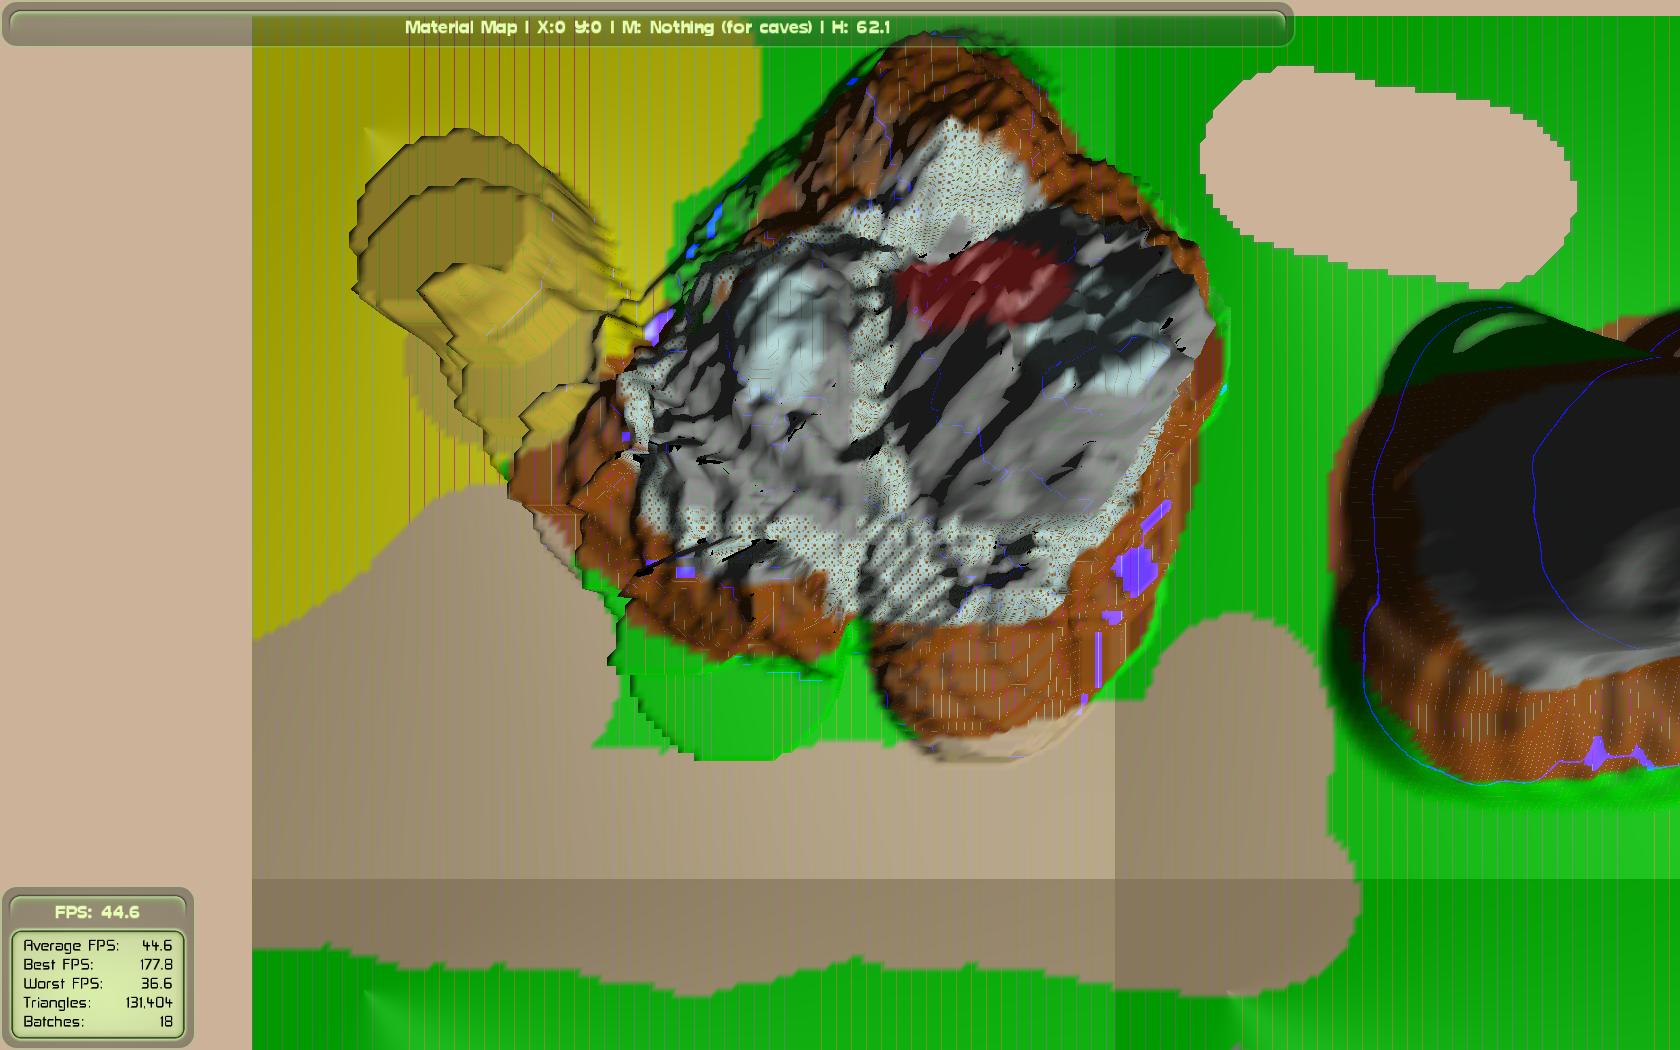 Material Map | X:0 Y:0 | M: Nothing (for caves) | H: 62.1
FPS: 44.6
Average FPS: 44.6
Best FPS: 177.8
Worst FPS: 36.6
Triangles: 131,404
Batches: 18